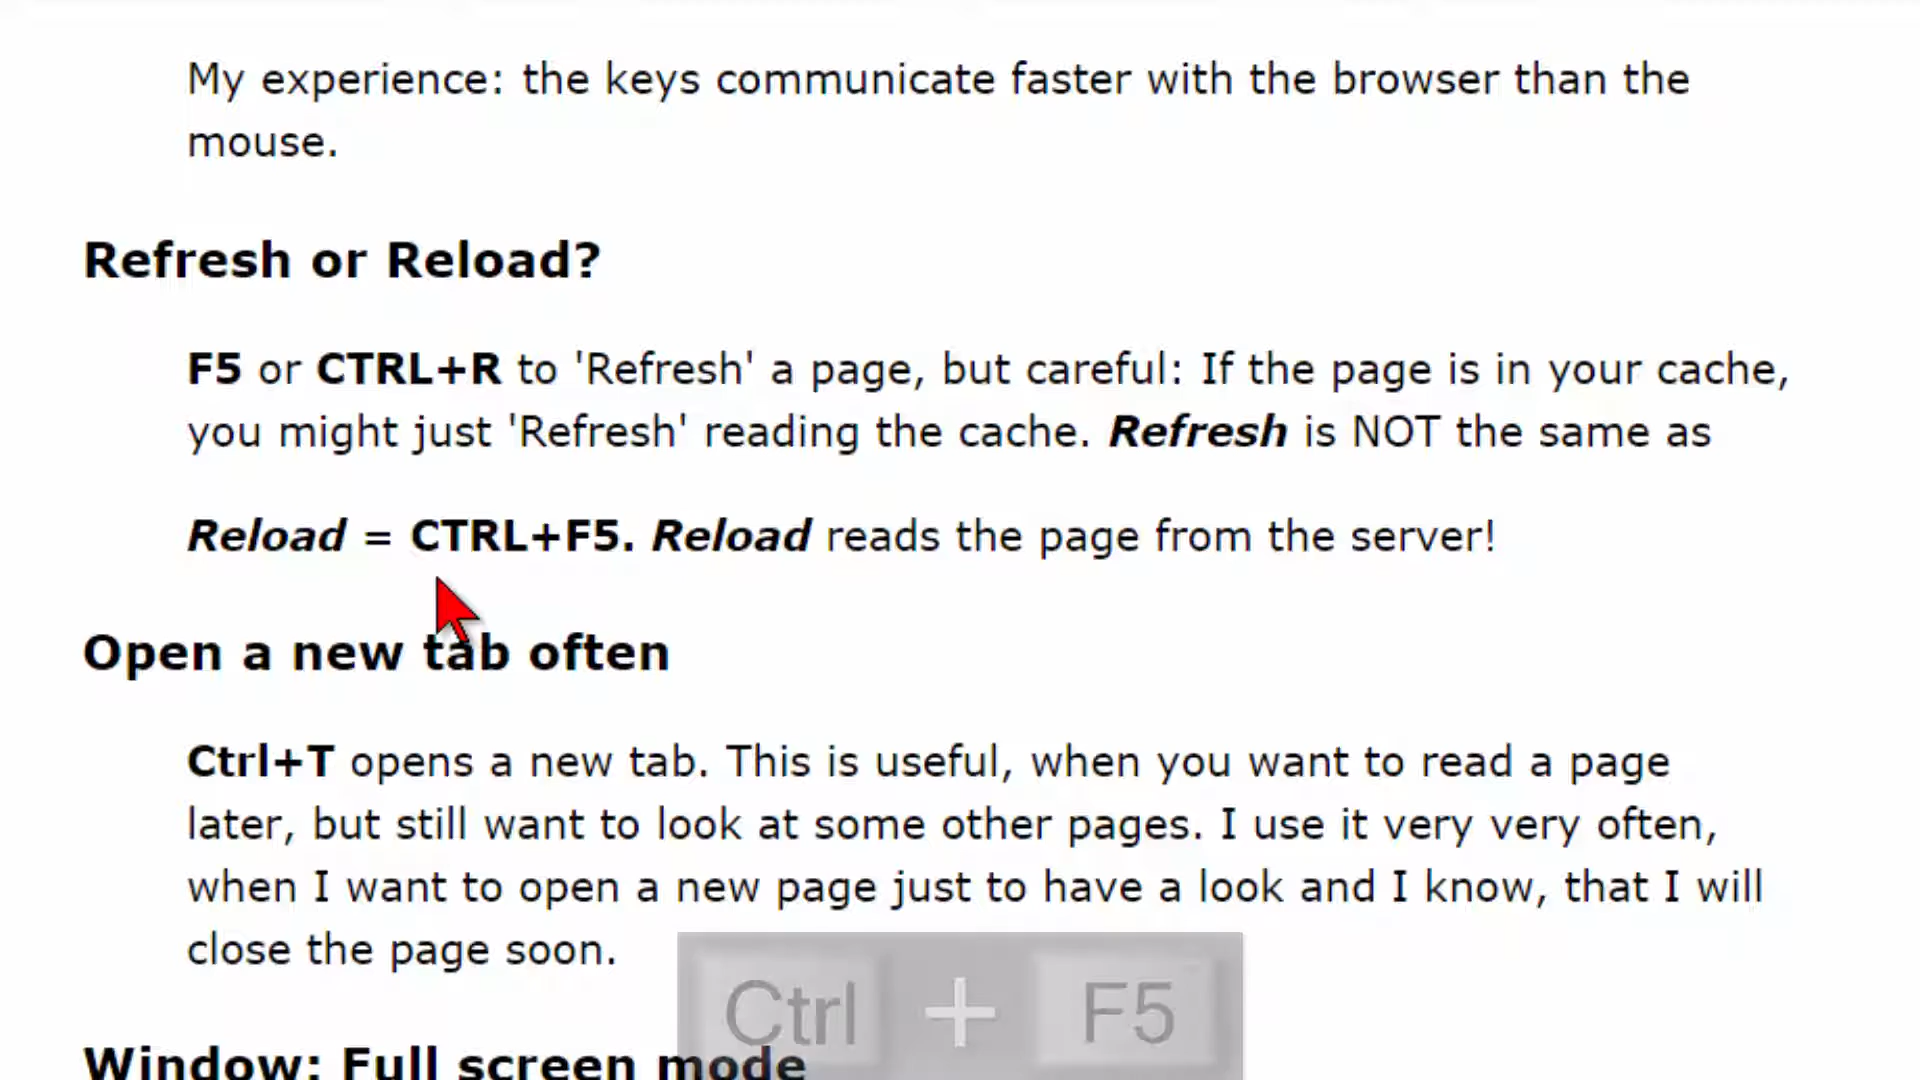 My experience: the keys communicate faster with the browser than the
mouse.
Refresh or Reload?
F5 or CTRL+R to 'Refresh' a page, but careful: If the page is in your cache,
you might just 'Refresh' reading the cache. Refresh is NOT the same as
Reload = CTRL+F5. Reload reads the page from the server!
Open a new tab often
Ctrl+T opens a new tab. This is useful, when you want to read a page
later, but still want to look at some other pages. I use it very very often,
when I want to open a new page just to have a look and I know, that I will
close the page soon.
Ctrl + F5
Window: Full screen mode